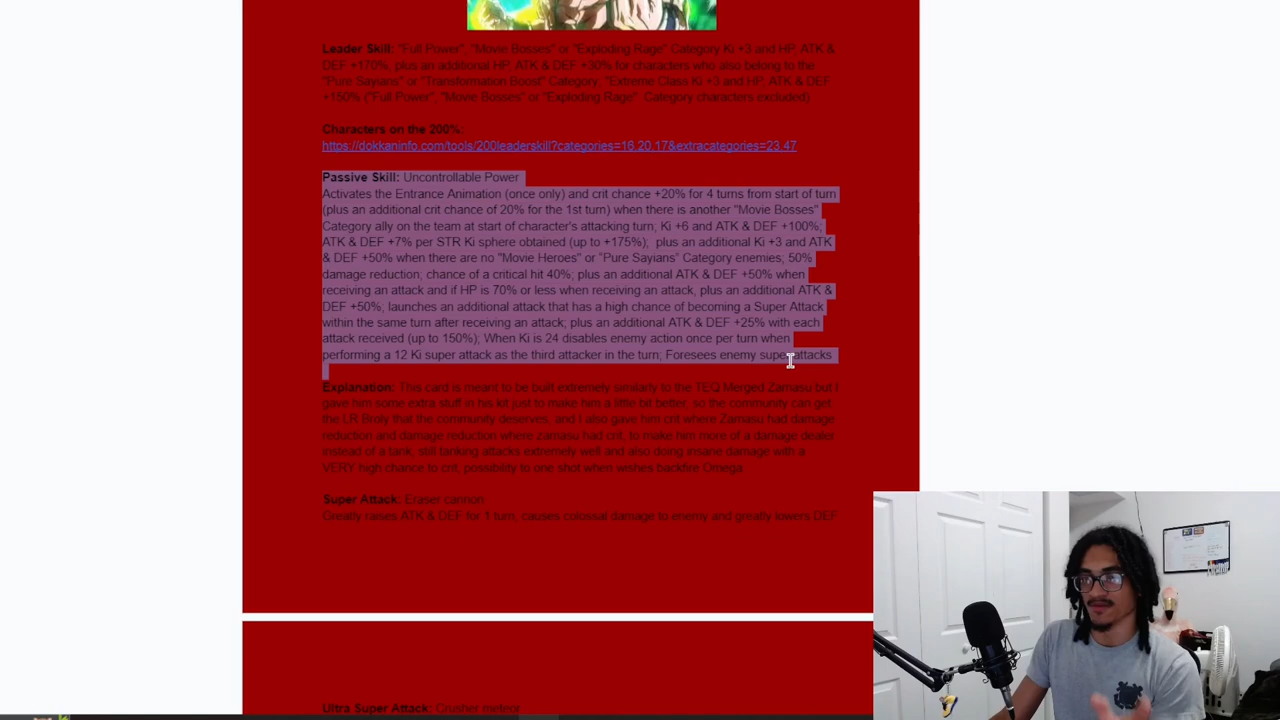 Leader Skill: "Full Power", "Movie Bosses" or "Exploding Rage" Category Ki +3 and HP, ATK &
DEF +170%, plus an additional HP, ATK & DEF +30% for characters who also belong to the
"Pure Sayians" or "Transformation Boost" Category; "Extreme Class Ki +3 and HP, ATK & DEF
+150% ("Full Power", "Movie Bosses" or "Exploding Rage". Category characters excluded)
Characters on the 200%:
https://dokkaninfo.com/tools/200leaderskill?categories=16,20,17&extracategories=23,47
Passive Skill: Uncontrollable Power
Activates the Entrance Animation (once only) and crit chance +20% for 4 turns from start of turn
(plus an additional crit chance of 20% for the 1st turn) when there is another "Movie Bosses"
Category ally on the team at start of character's attacking turn; Ki +6 and ATK & DEF +100%;
ATK & DEF +7% per STR Ki sphere obtained (up to +175%); plus an additional Ki +3 and ATK
& DEF +50% when there are no "Movie Heroes" or "Pure Sayians" Category enemies; 50%
damage reduction; chance of a critical hit 40%; plus an additional ATK & DEF +50% when
receiving an attack and if HP is 70% or less when receiving an attack, plus an additional ATK &
DEF +50%; launches an additional attack that has a high chance of becoming a Super Attack
within the same turn after receiving an attack; plus an additional ATK & DEF +25% with each
attack received (up to 150%); When Ki is 24 disables enemy action once per turn when
performing a 12 Ki super attack as the third attacker in the turn; Foresees enemy super attacks
Explanation: This card is meant to be built extremely similarly to the TEQ Merged Zamasu but I
gave him some extra stuff in his kit just to make him a little bit better, so the community can get
the LR Broly that the community deserves, and I also gave him crit where Zamasu had damage
reduction and damage reduction where zamasu had crit, to make him more of a damage dealer
instead of a tank, still tanking attacks extremely well and also doing insane damage with a
VERY high chance to crit, possibility to one shot when wishes backfire Omega.
Super Attack: Eraser cannon
Greatly raises ATK & DEF for 1 turn, causes colossal damage to enemy and greatly lowers DEF
Ultra Super Attack: Crusher meteor